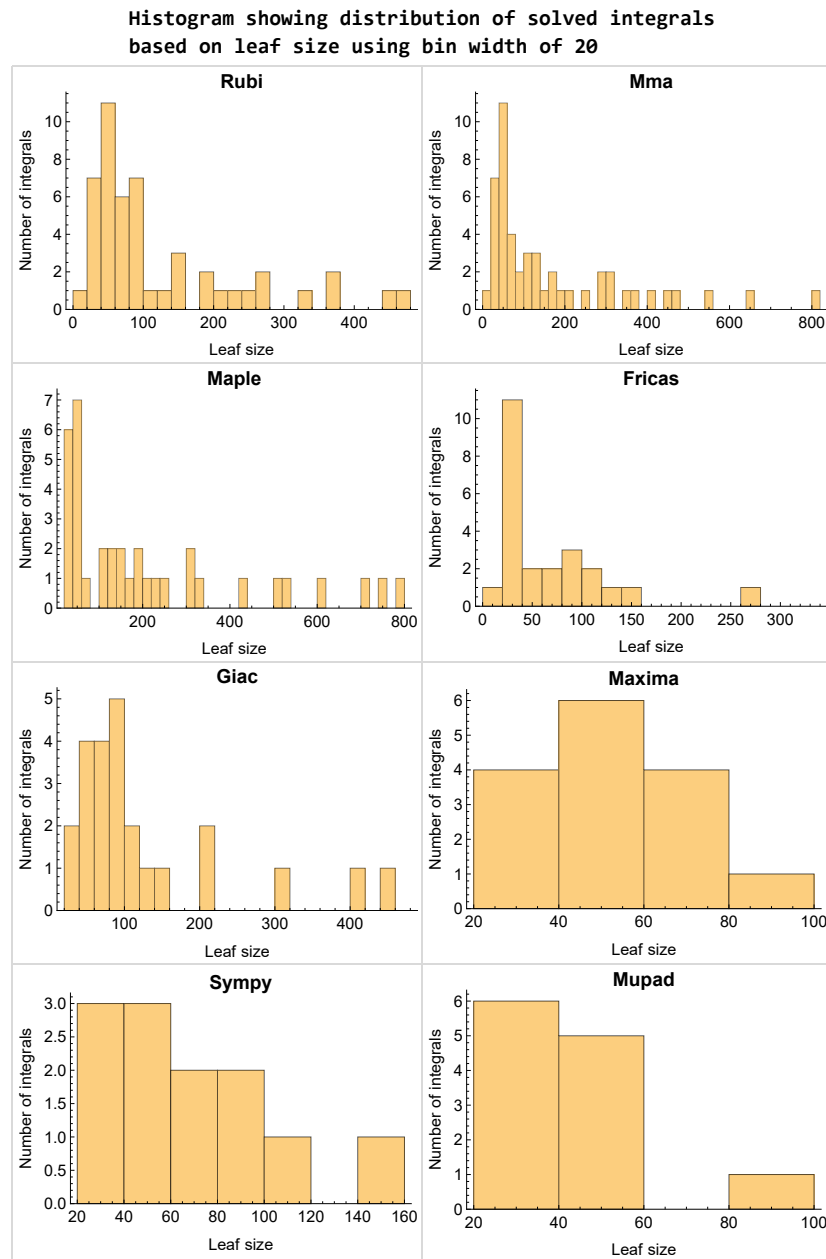 Histogram showing distribution of solved integrals
based on leaf size using bin width of 20
Rubi
Number of integrals
10
8
6
4
2
0
0 100 200 300 400
Leaf size
Mma
Number of integrals
10
8
6
4
2
0
0 200 400 600 800
Leaf size
Maple
Number of integrals
7
6
5
4
3
2
1
0
200 400 600 800
Leaf size
Fricas
Number of integrals
10
8
6
4
2
0
0 50 100 150 200 250 300
Leaf size
Giac
Number of integrals
5
4
3
2
1
0
100 200 300 400
Leaf size
Maxima
Number of integrals
6
5
4
3
2
1
0
20 40 60 80 100
Leaf size
Sympy
Number of integrals
3.0
2.5
2.0
1.5
1.0
0.5
0.0
20 40 60 80 100 120 140 160
Leaf size
Mupad
Number of integrals
6
5
4
3
2
1
0
20 40 60 80 100
Leaf size